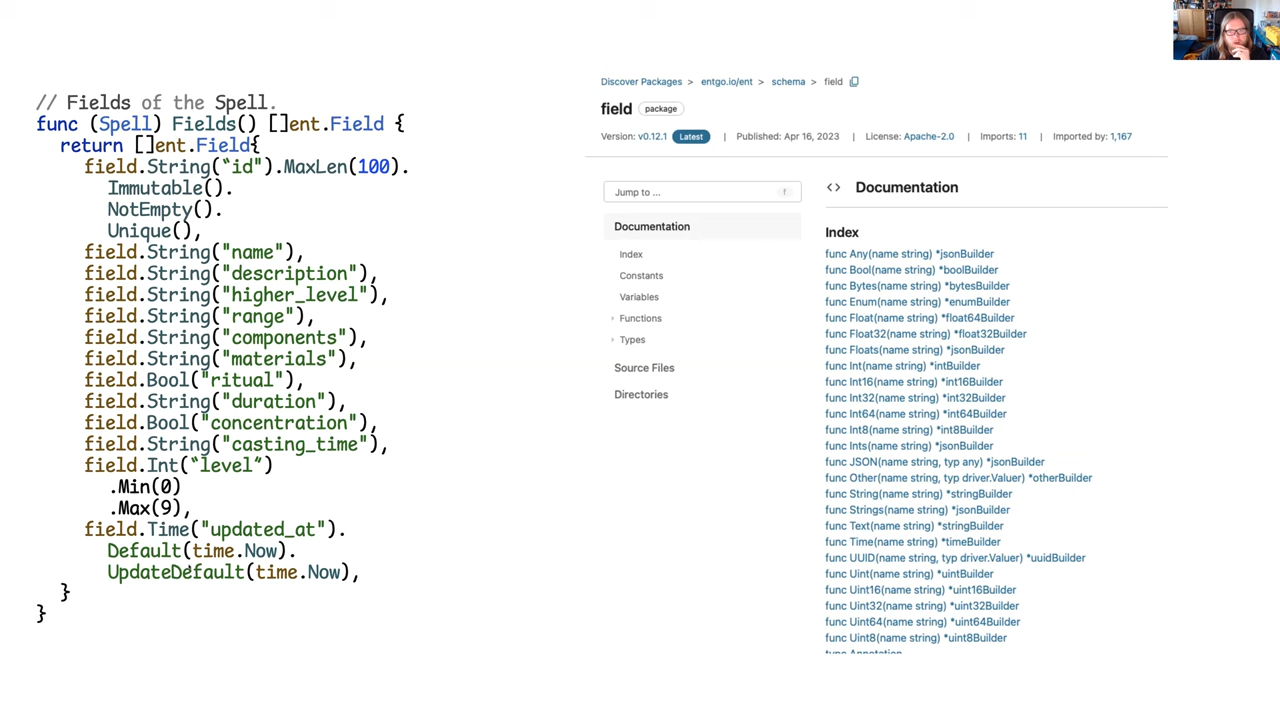 // Fields of the Spell.
func (Spell) Fields() []ent.Field {
return []ent.Field{
field.String("id").MaxLen(100).
Immutable().
NotEmpty().
Unique(),
field.String("name"),
field.String("description"),
field.String("higher_level"),
field.String("range"),
field.String("components"),
field.String("materials"),
field.Bool("ritual"),
field.String("duration"),
field.Bool("concentration"),
field.String("casting_time"),
field.Int(“level“)
.Min(0)
.Max(9),
field.Time("updated_at").
Default(time.Now).
UpdateDefault(time.Now),
}
}
Discover Packages > entgo.io/ent > schema > field
field package
Version: v0.12.1 Latest | Published: Apr 16, 2023 | License: Apache-2.0 | Imports: 11 | Imported by: 1,167
Jump to ... f
Documentation
Index
Constants
Variables
Functions
Types
Source Files
Directories
<> Documentation
Index
func Any(name string) *jsonBuilder
func Bool(name string) *boolBuilder
func Bytes(name string) *bytesBuilder
func Enum(name string) *enumBuilder
func Float(name string) *float64Builder
func Float32(name string) *float32Builder
func Floats(name string) *jsonBuilder
func Int(name string) *intBuilder
func Int16(name string) *int16Builder
func Int32(name string) *int32Builder
func Int64(name string) *int64Builder
func Int8(name string) *int8Builder
func Ints(name string) *jsonBuilder
func JSON(name string, typ any) *jsonBuilder
func Other(name string, typ driver.Valuer) *otherBuilder
func String(name string) *stringBuilder
func Strings(name string) *jsonBuilder
func Text(name string) *stringBuilder
func Time(name string) *timeBuilder
func UUID(name string, typ driver.Valuer) *uuidBuilder
func Uint(name string) *uintBuilder
func Uint16(name string) *uint16Builder
func Uint32(name string) *uint32Builder
func Uint64(name string) *uint64Builder
func Uint8(name string) *uint8Builder
type Annotation